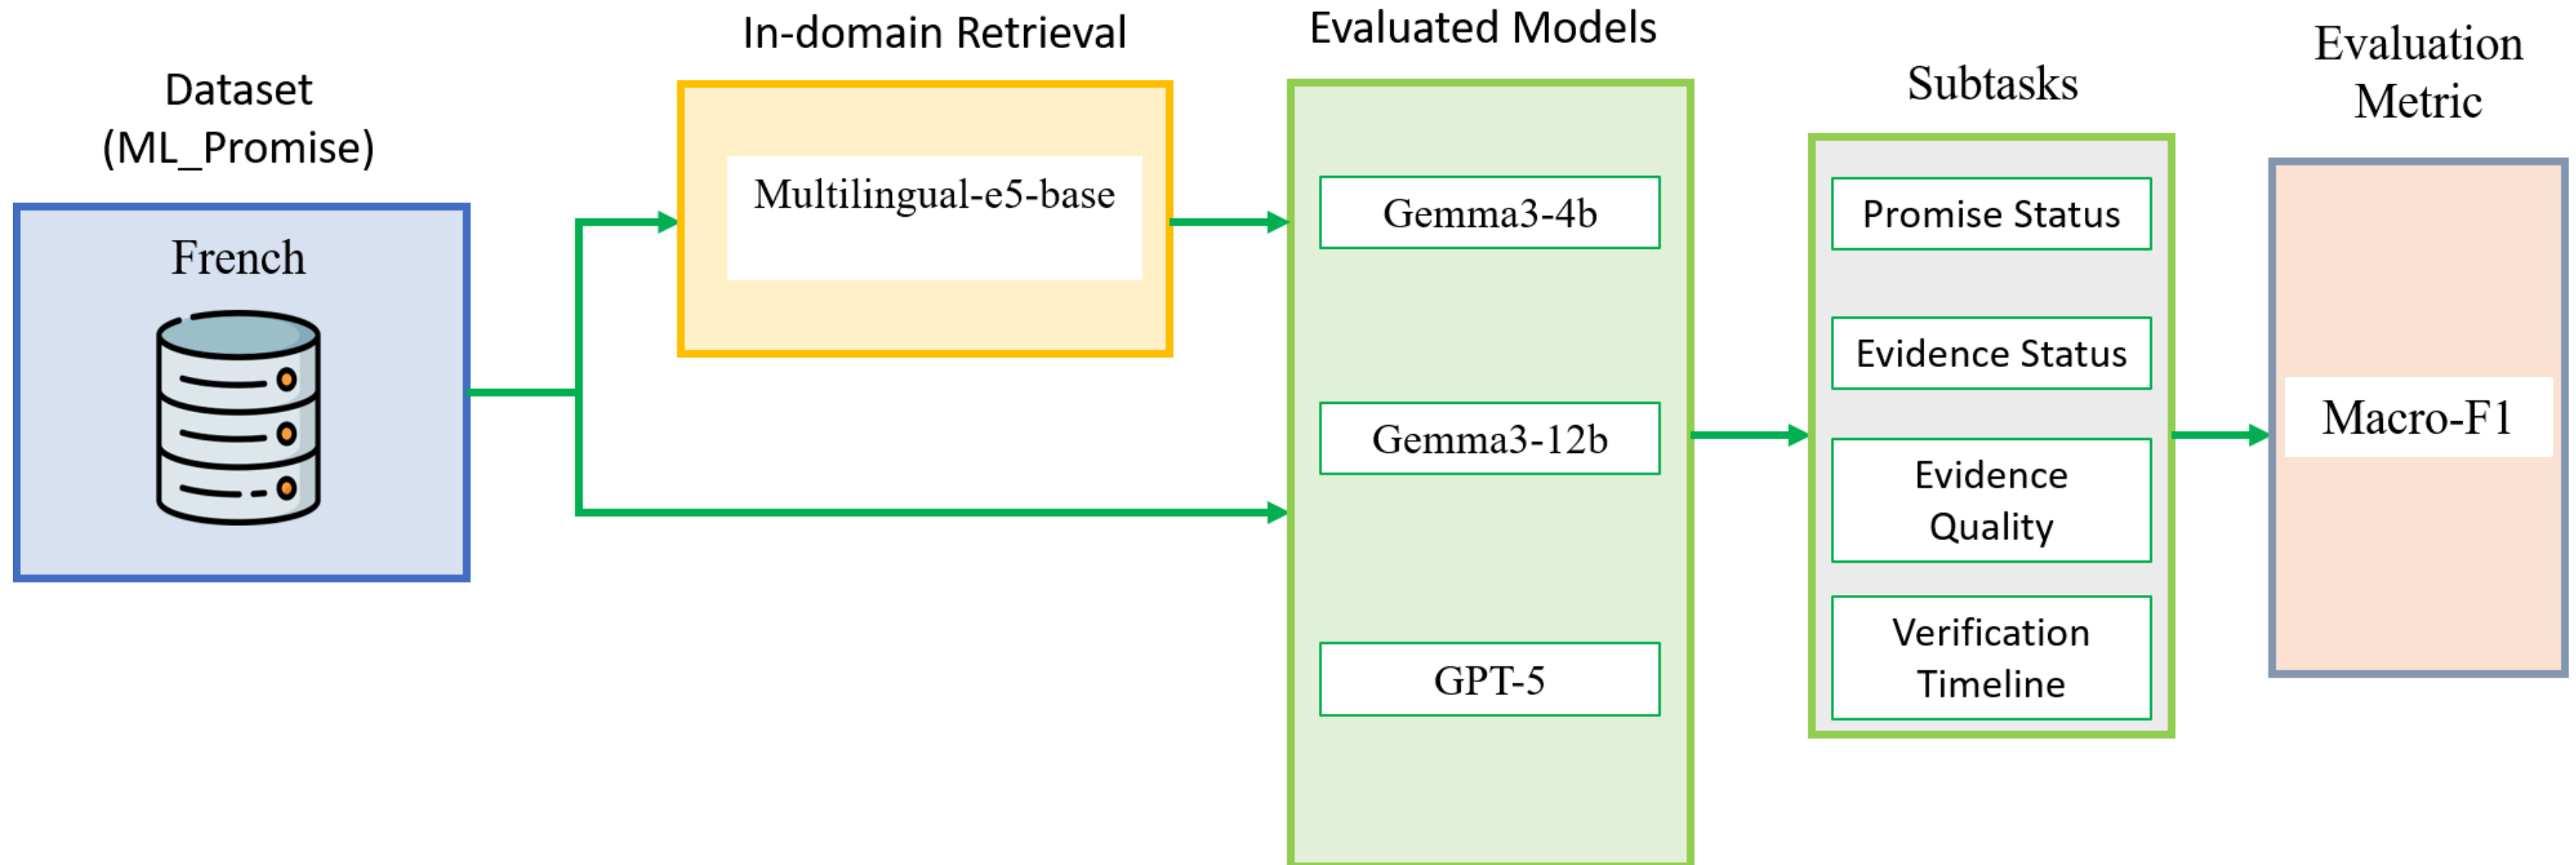 Dataset
(ML_Promise)
French
In-domain Retrieval
Multilingual-e5-base
Evaluated Models
Gemma3-4b
Gemma3-12b
GPT-5
Subtasks
Promise Status
Evidence Status
Evidence
Quality
Verification
Timeline
Evaluation
Metric
Macro-F1